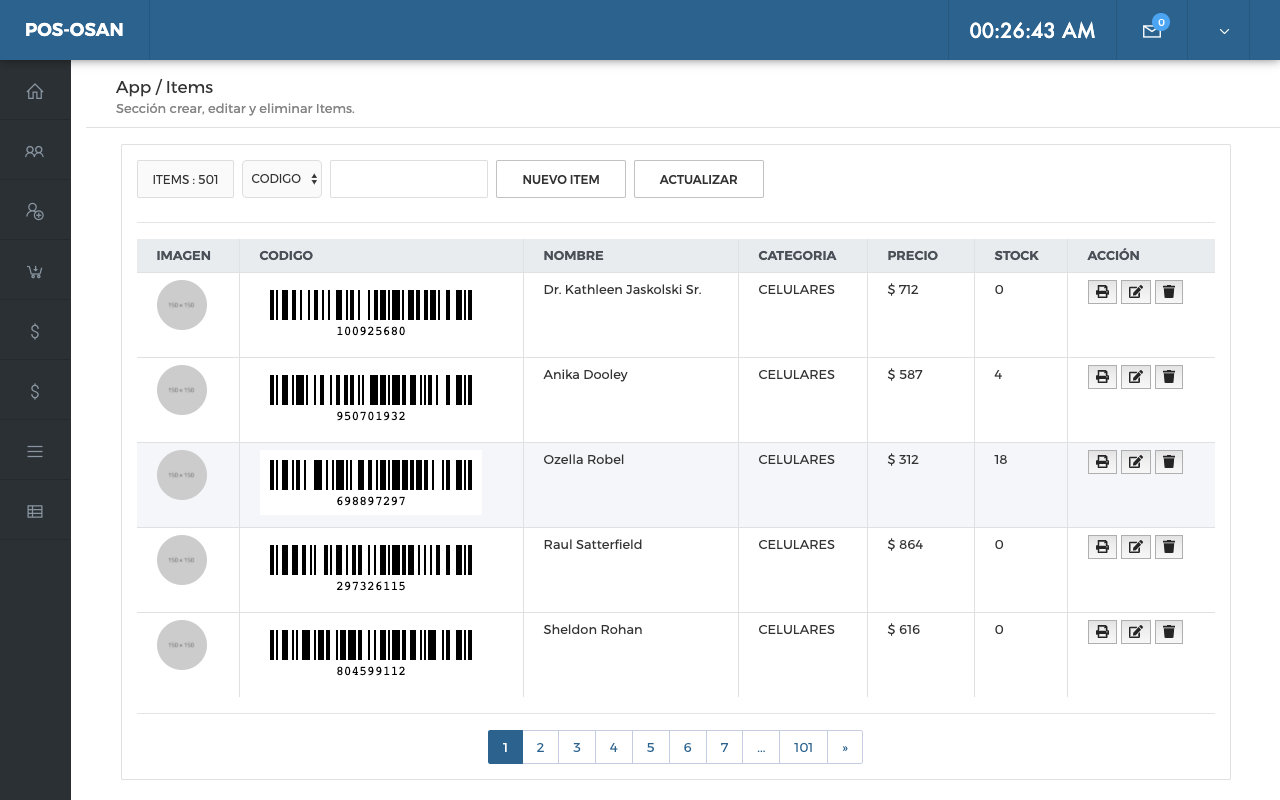 POS-OSAN
00:26:43 AM
0
App / Items
Sección crear, editar y eliminar Items.
ITEMS : 501
CODIGO
NUEVO ITEM
ACTUALIZAR
IMAGEN CODIGO NOMBRE CATEGORIA PRECIO STOCK ACCIÓN
150 x 150 100925680 Dr. Kathleen Jaskolski Sr. CELULARES $ 712 0
150 x 150 950701932 Anika Dooley CELULARES $ 587 4
150 x 150 698897297 Ozella Robel CELULARES $ 312 18
150 x 150 297326115 Raul Satterfield CELULARES $ 864 0
150 x 150 804599112 Sheldon Rohan CELULARES $ 616 0
1 2 3 4 5 6 7 ... 101 »